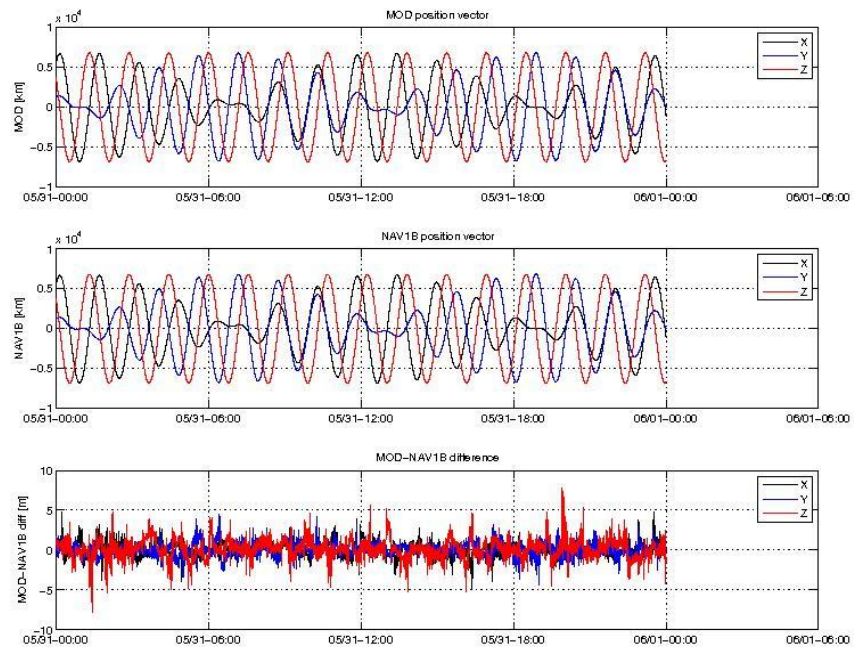 MOD position vector
x 10^4
1
0.5
0
-0.5
-1
MOD [km]
X
Y
Z
05/31-00:00 05/31-06:00 05/31-12:00 05/31-18:00 06/01-00:00 06/01-06:00
NAV1B position vector
x 10^4
1
0.5
0
-0.5
-1
NAV1B [km]
X
Y
Z
05/31-00:00 05/31-06:00 05/31-12:00 05/31-18:00 06/01-00:00 06/01-06:00
MOD-NAV1B difference
10
5
0
-5
-10
MOD-NAV1B diff [m]
X
Y
Z
05/31-00:00 05/31-06:00 05/31-12:00 05/31-18:00 06/01-00:00 06/01-06:00